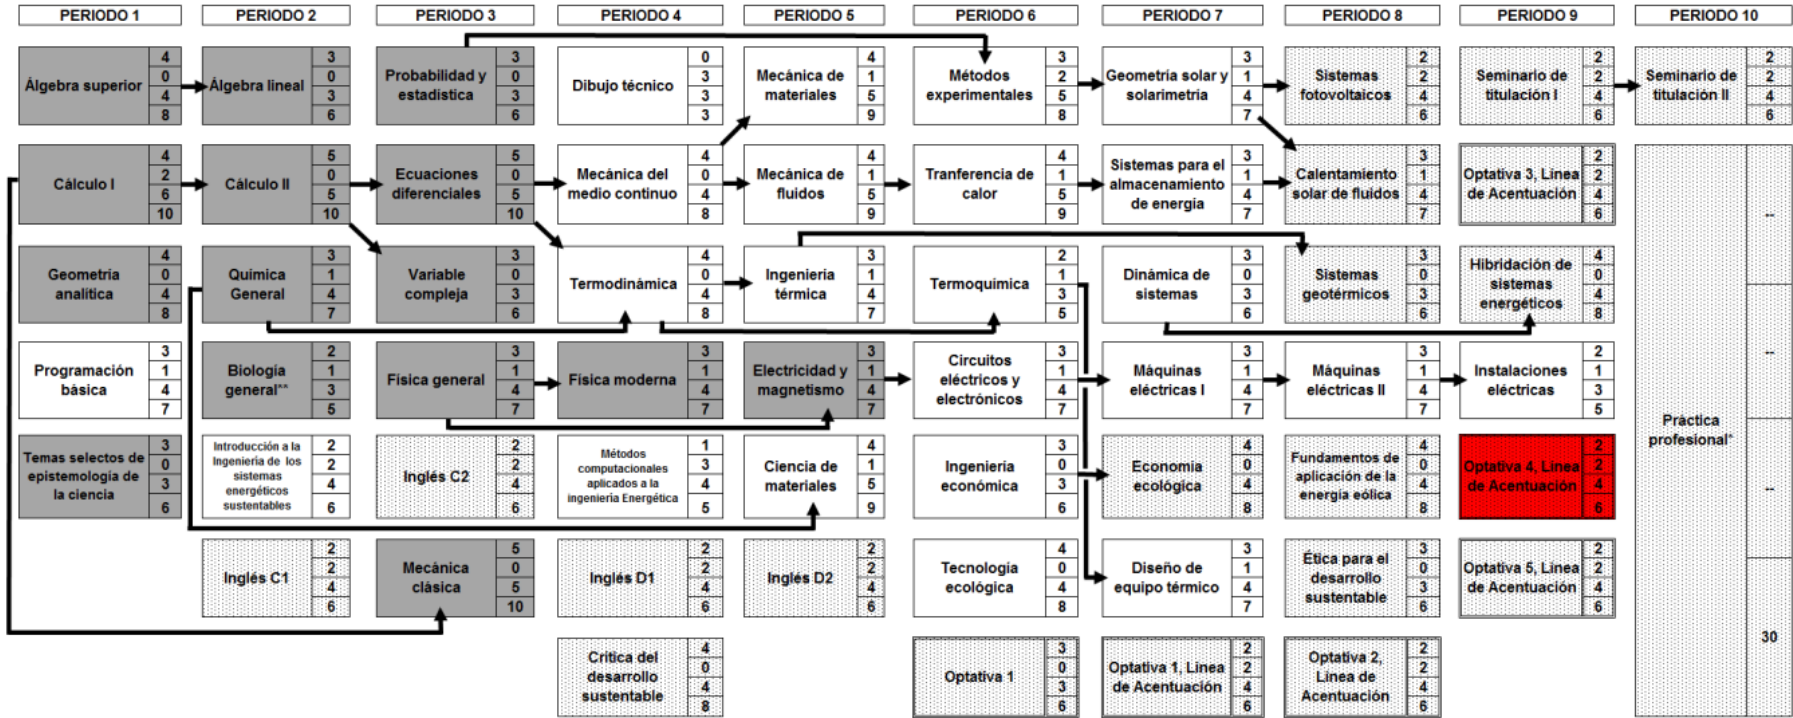 PERIODO 1
PERIODO 2
PERIODO 3
PERIODO 4
PERIODO 5
PERIODO 6
PERIODO 7
PERIODO 8
PERIODO 9
PERIODO 10
Álgebra superior
4
0
4
8
Álgebra lineal
3
0
3
6
Probabilidad y
estadística
3
0
3
6
Dibujo técnico
0
3
3
3
Mecánica de
materiales
4
1
5
9
Métodos
experimentales
3
2
5
8
Geometría solar y
solarimetría
3
1
4
7
Sistemas
fotovoltaicos
2
2
4
6
Seminario de
titulación I
2
2
4
6
Seminario de
titulación II
2
2
4
6
Cálculo I
4
2
6
10
Cálculo II
5
0
5
10
Ecuaciones
diferenciales
5
0
5
10
Mecánica del
medio continuo
4
0
4
8
Mecánica de
fluidos
4
1
5
9
Tranferencia de
calor
4
1
5
9
Sistemas para el
almacenamiento
de energía
3
1
4
7
Calentamiento
solar de fluidos
3
1
4
7
Optativa 3, Línea
de Acentuación
2
2
4
6
Práctica
profesional*
--
--
--
30
Geometría
analítica
4
0
4
8
Química
General
3
1
4
7
Variable
compleja
3
0
3
6
Termodinámica
4
0
4
8
Ingeniería
térmica
3
1
4
7
Termoquímica
2
1
3
5
Dinámica de
sistemas
3
0
3
6
Sistemas
geotérmicos
3
0
3
6
Hibridación de
sistemas
energéticos
4
0
4
8
Programación
básica
3
1
4
7
Biología
general**
2
1
3
5
Física general
3
1
4
7
Física moderna
3
1
4
7
Electricidad y
magnetismo
3
1
4
7
Circuitos
eléctricos y
electrónicos
3
1
4
7
Máquinas
eléctricas I
3
1
4
7
Máquinas
eléctricas II
3
1
4
7
Instalaciones
eléctricas
2
1
3
5
Temas selectos de
epistemología de
la ciencia
3
0
3
6
Introducción a la
Ingeniería de los
sistemas
energéticos
sustentables
2
2
4
6
Inglés C2
2
2
4
6
Métodos
computacionales
aplicados a la
ingeniería Energética
1
3
4
5
Ciencia de
materiales
4
1
5
9
Ingeniería
económica
3
0
3
6
Economía
ecológica
4
0
4
8
Fundamentos de
aplicación de la
energía eólica
4
0
4
8
Optativa 4, Línea
de Acentuación
2
2
4
6
Inglés C1
2
2
4
6
Mecánica
clásica
5
0
5
10
Inglés D1
2
2
4
6
Inglés D2
2
2
4
6
Tecnología
ecológica
4
0
4
8
Diseño de
equipo térmico
3
1
4
7
Ética para el
desarrollo
sustentable
3
0
3
6
Optativa 5, Línea
de Acentuación
2
2
4
6
Crítica del
desarrollo
sustentable
4
0
4
8
Optativa 1
3
0
3
6
Optativa 1, Línea
de Acentuación
2
2
4
6
Optativa 2,
Línea de
Acentuación
2
2
4
6